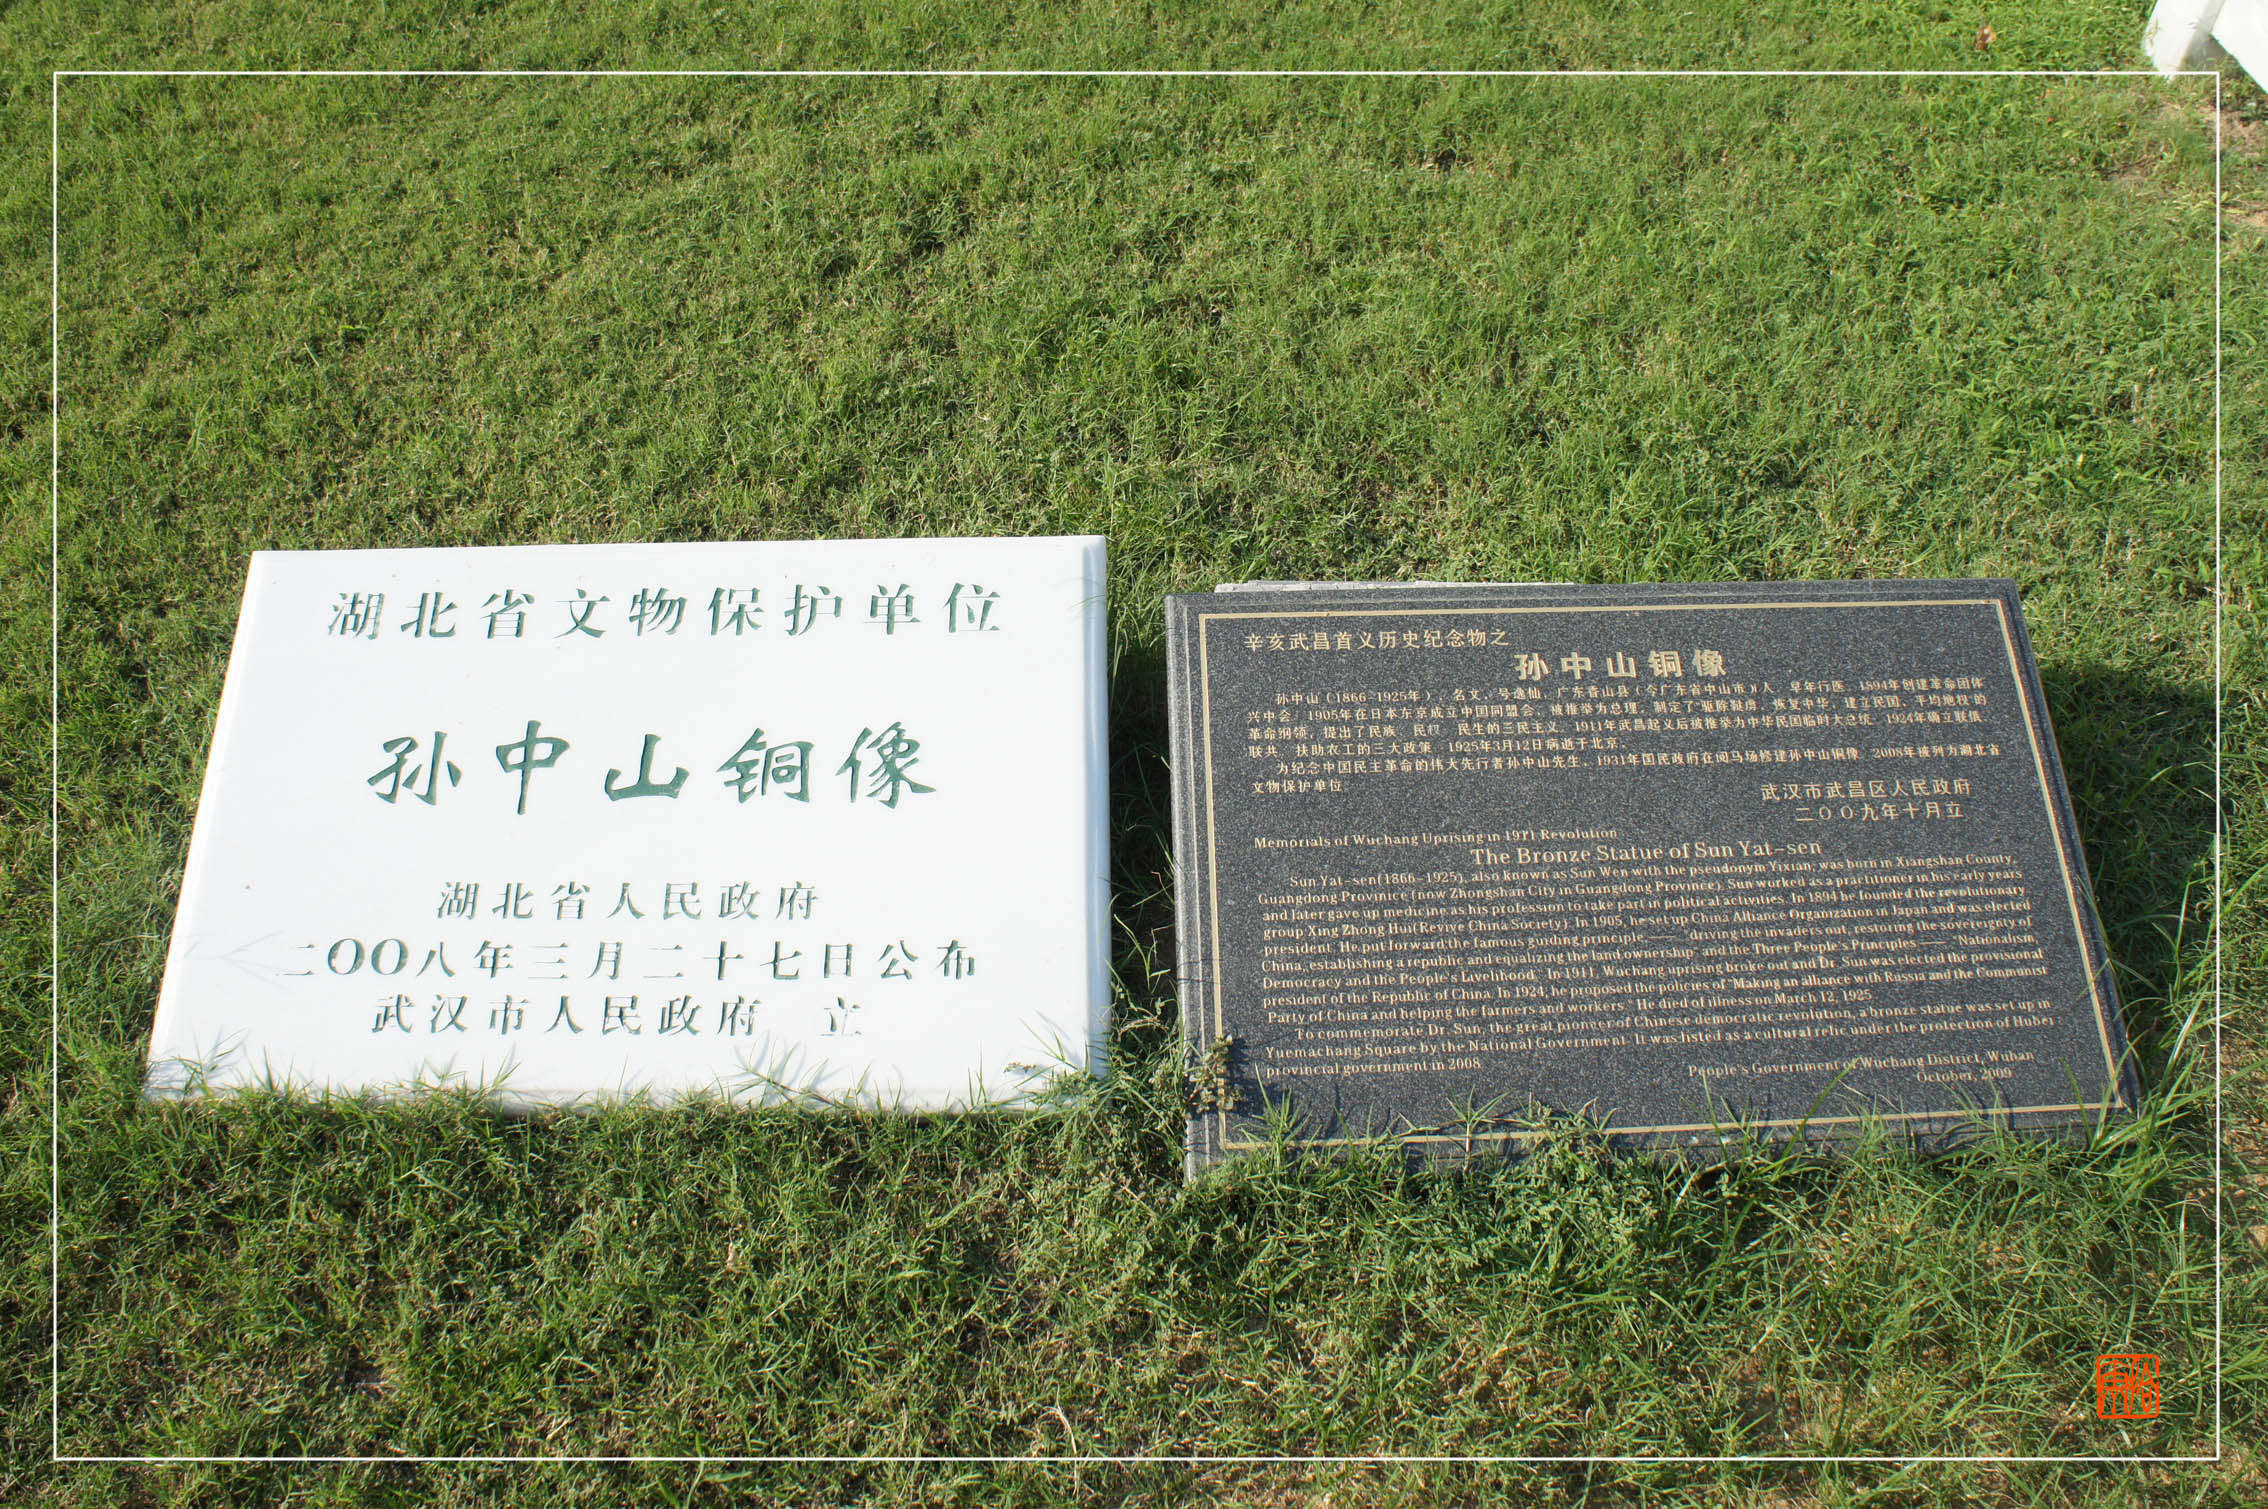 湖北省文物保护单位
孙中山铜像
湖北省人民政府
二〇〇八年三月二十七日公布
武汉市人民政府 立
辛亥武昌首义历史纪念物之
孙中山铜像
孙中山（1866-1925年），名文，号逸仙，广东香山县（今广东省中山市）人，早年行医，1894年创建革命团体
兴中会，1905年在日本东京成立中国同盟会，被推举为总理，制定了"驱除鞑虏，恢复中华，建立民国，平均地权"的
革命纲领，提出了民族、民权、民生的三民主义。1911年武昌起义后被推举为中华民国临时大总统。1924年确立联俄、
联共、扶助农工的三大政策。1925年3月12日病逝于北京。
为纪念中国民主革命的伟大先行者孙中山先生，1931年国民政府在阅马场修建孙中山铜像。2008年被列为湖北省
文物保护单位。
武汉市武昌区人民政府
二〇〇九年十月立
Memorials of Wuchang Uprising in 1911 Revolution
The Bronze Statue of Sun Yat-sen
Sun Yat-sen(1866-1925), also known as Sun Wen with the pseudonym Yixian, was born in Xiangshan County,
Guangdong Provinice (now Zhongshan City in Guangdong Province). Sun worked as a practitioner in his early years
and later gave up medicine as his profession to take part in political activities. In 1894 he founded the revolutionary
group Xing Zhong Hui(Revive China Society). In 1905, he set up China Alliance Organzation in Japan and was elected
president. He put forward the famous guiding principle —— "driving the invaders out, restoring the sovereignty of
China, establishing a republic and equalizing the land ownership" and the Three People's Principles —— "Nationalism,
Democracy and the People's Livelihood". In 1911, Wuchang uprising broke out and Dr. Sun was elected the provisional
president of the Republic of China. In 1924, he proposed the policies of "Making an alliance with Russia and the Communist
Party of China and helping the farmers and workers." He died of illness on March 12, 1925.
To commemorate Dr. Sun, the great pioneer of Chinese democratic revolution, a bronze statue was set up in
Yuemachang Square by the National Government. It was listed as a cultural relic under the protection of Hubei
provincial government in 2008.
People's Government of Wuchang District, Wuhan
October, 2009